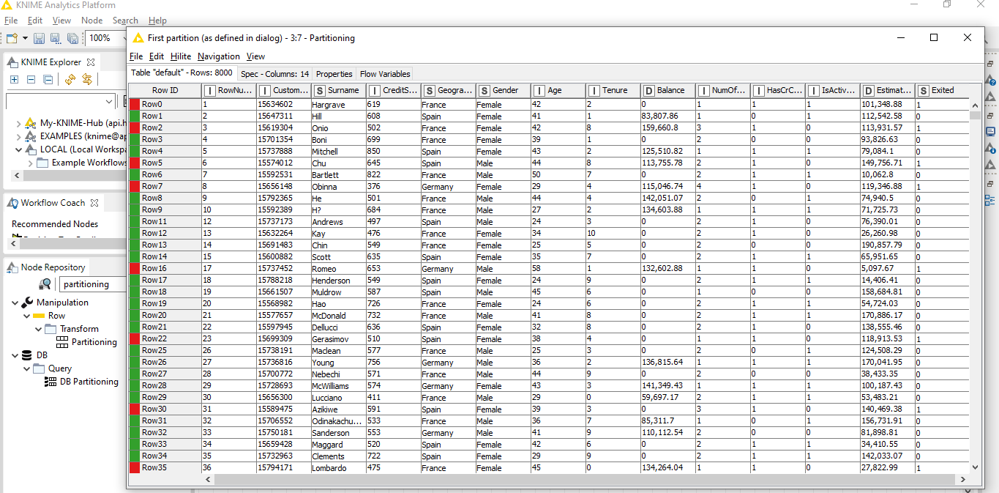 KNIME Analytics Platform
File Edit View Node Search Help
100%
KNIME Explorer
My-KNIME-Hub (api.h
EXAMPLES (knime@ap
LOCAL (Local Workspa
Example Workflows
Workflow Coach
Recommended Nodes
Node Repository
partitioning
Manipulation
Row
Transform
Partitioning
DB
Query
DB Partitioning
First partition (as defined in dialog) - 3:7 - Partitioning
File Edit Hilite Navigation View
Table "default" - Rows: 8000 Spec - Columns: 14 Properties Flow Variables
Row ID I RowNu... I Custom... S Surname I CreditS... S Geogra... S Gender I Age I Tenure D Balance I NumOf... I HasCrC... I IsActiv... D Estimat... S Exited
Row0 1 15634602 Hargrave 619 France Female 42 2 0 1 1 1 101,348.88 1
Row1 2 15647311 Hill 608 Spain Female 41 1 83,807.86 1 0 1 112,542.58 0
Row2 3 15619304 Onio 502 France Female 42 8 159,660.8 3 1 0 113,931.57 1
Row3 4 15701354 Boni 699 France Female 39 1 0 2 0 0 93,826.63 0
Row4 5 15737888 Mitchell 850 Spain Female 43 2 125,510.82 1 1 1 79,084.1 0
Row5 6 15574012 Chu 645 Spain Male 44 8 113,755.78 2 1 0 149,756.71 1
Row6 7 15592531 Bartlett 822 France Male 50 7 0 2 1 1 10,062.8 0
Row7 8 15656148 Obinna 376 Germany Female 29 4 115,046.74 4 1 0 119,346.88 1
Row8 9 15792365 He 501 France Male 44 4 142,051.07 2 0 1 74,940.5 0
Row9 10 15592389 H? 684 France Male 27 2 134,603.88 1 1 1 71,725.73 0
Row11 12 15737173 Andrews 497 Spain Male 24 3 0 2 1 0 76,390.01 0
Row12 13 15632264 Kay 476 France Female 34 10 0 2 1 0 26,260.98 0
Row13 14 15691483 Chin 549 France Female 25 5 0 2 0 0 190,857.79 0
Row14 15 15600882 Scott 635 Spain Female 35 7 0 2 1 1 65,951.65 0
Row16 17 15737452 Romeo 653 Germany Male 58 1 132,602.88 1 1 0 5,097.67 1
Row17 18 15788218 Henderson 549 Spain Female 24 9 0 2 1 1 14,406.41 0
Row18 19 15661507 Muldrow 587 Spain Male 45 6 0 1 0 0 158,684.81 0
Row19 20 15568982 Hao 726 France Female 24 6 0 2 1 1 54,724.03 0
Row20 21 15577657 McDonald 732 France Male 41 8 0 2 1 1 170,886.17 0
Row21 22 15597945 Dellucci 636 Spain Female 32 8 0 2 1 0 138,555.46 0
Row22 23 15699309 Gerasimov 510 Spain Female 38 4 0 1 1 0 118,913.53 1
Row25 26 15738191 Maclean 577 France Male 25 3 0 2 0 1 124,508.29 0
Row26 27 15736816 Young 756 Germany Male 36 2 136,815.64 1 1 1 170,041.95 0
Row27 28 15700772 Nebechi 571 France Male 44 9 0 2 0 0 38,433.35 0
Row28 29 15728693 McWilliams 574 Germany Female 43 3 141,349.43 1 1 1 100,187.43 0
Row29 30 15656300 Lucciano 411 France Male 29 0 59,697.17 2 1 1 53,483.21 0
Row30 31 15589475 Azikiwe 591 Spain Female 39 3 0 3 1 0 140,469.38 1
Row31 32 15706552 Odinakachu... 533 France Male 36 7 85,311.7 1 0 1 156,731.91 0
Row32 33 15750181 Sanderson 553 Germany Male 41 9 110,112.54 2 0 0 81,898.81 0
Row33 34 15659428 Maggard 520 Spain Female 42 6 0 2 1 1 34,410.55 0
Row34 35 15732963 Clements 722 Spain Female 29 9 0 2 1 1 142,033.07 0
Row35 36 15794171 Lombardo 475 France Female 45 0 134,264.04 1 1 0 27,822.99 1